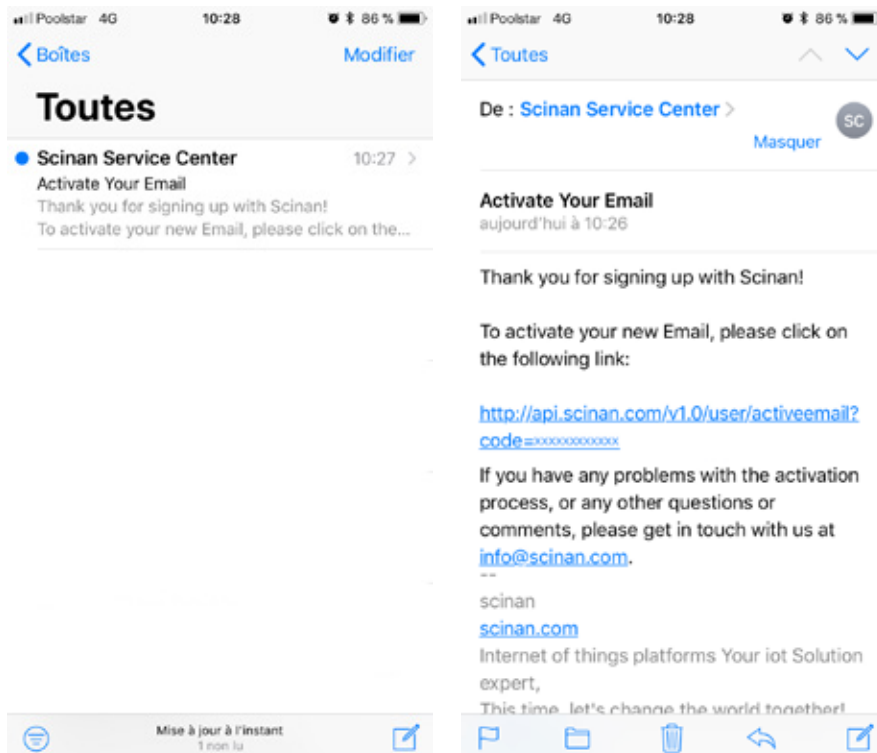 Poolstar 4G 10:28 86 %
Boîtes Modifier
Toutes
Scinan Service Center 10:27
Activate Your Email
Thank you for signing up with Scinan!
To activate your new Email, please click on the...
Mise à jour à l'instant
1 non lu
Poolstar 4G 10:28 86 %
Toutes
De : Scinan Service Center
SC
Masquer
Activate Your Email
aujourd'hui à 10:26
Thank you for signing up with Scinan!
To activate your new Email, please click on
the following link:
http://api.scinan.com/v1.0/user/activeemail?
code=xxxxxxxxxxxx
If you have any problems with the activation
process, or any other questions or
comments, please get in touch with us at
info@scinan.com.
--
scinan
scinan.com
Internet of things platforms Your iot Solution
expert,
This time, let's change the world together!